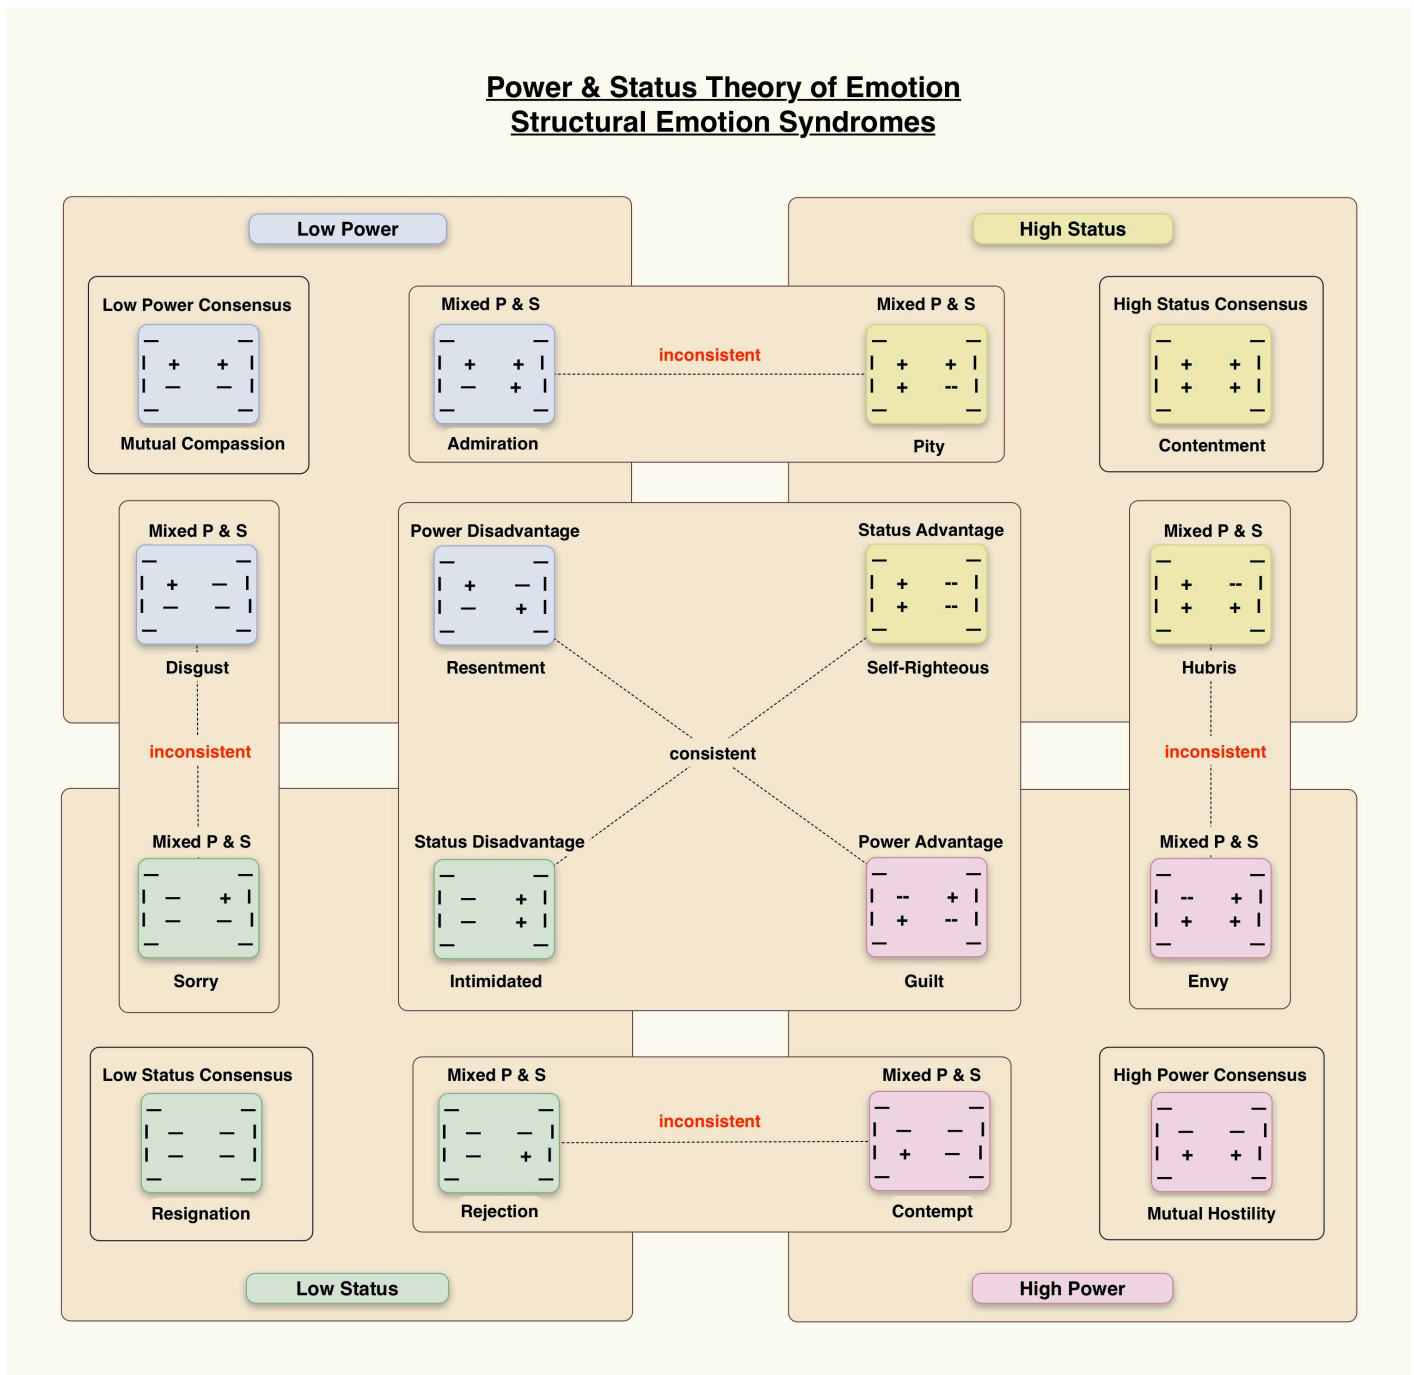 Power & Status Theory of Emotion
Structural Emotion Syndromes
Low Power
High Status
Low Power Consensus
Mixed P & S
Mixed P & S
High Status Consensus
+ +
— —
+ +
— +
inconsistent
+ +
+ --
+ +
+ +
Mutual Compassion
Admiration
Pity
Contentment
Mixed P & S
Power Disadvantage
Status Advantage
Mixed P & S
+ —
— —
+ —
— +
+ --
+ --
+ --
+ +
Disgust
Resentment
Self-Righteous
Hubris
inconsistent
consistent
inconsistent
Mixed P & S
Status Disadvantage
Power Advantage
Mixed P & S
— +
— —
— +
— +
-- +
+ --
-- +
+ +
Sorry
Intimidated
Guilt
Envy
Low Status Consensus
Mixed P & S
Mixed P & S
High Power Consensus
— —
— —
— —
— +
inconsistent
— —
+ —
— —
+ +
Resignation
Rejection
Contempt
Mutual Hostility
Low Status
High Power